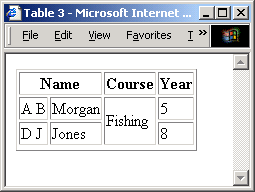 Table 3 - Microsoft Internet ...
File Edit View Favorites T »
Name Course Year
A B Morgan Fishing 5
D J Jones 8